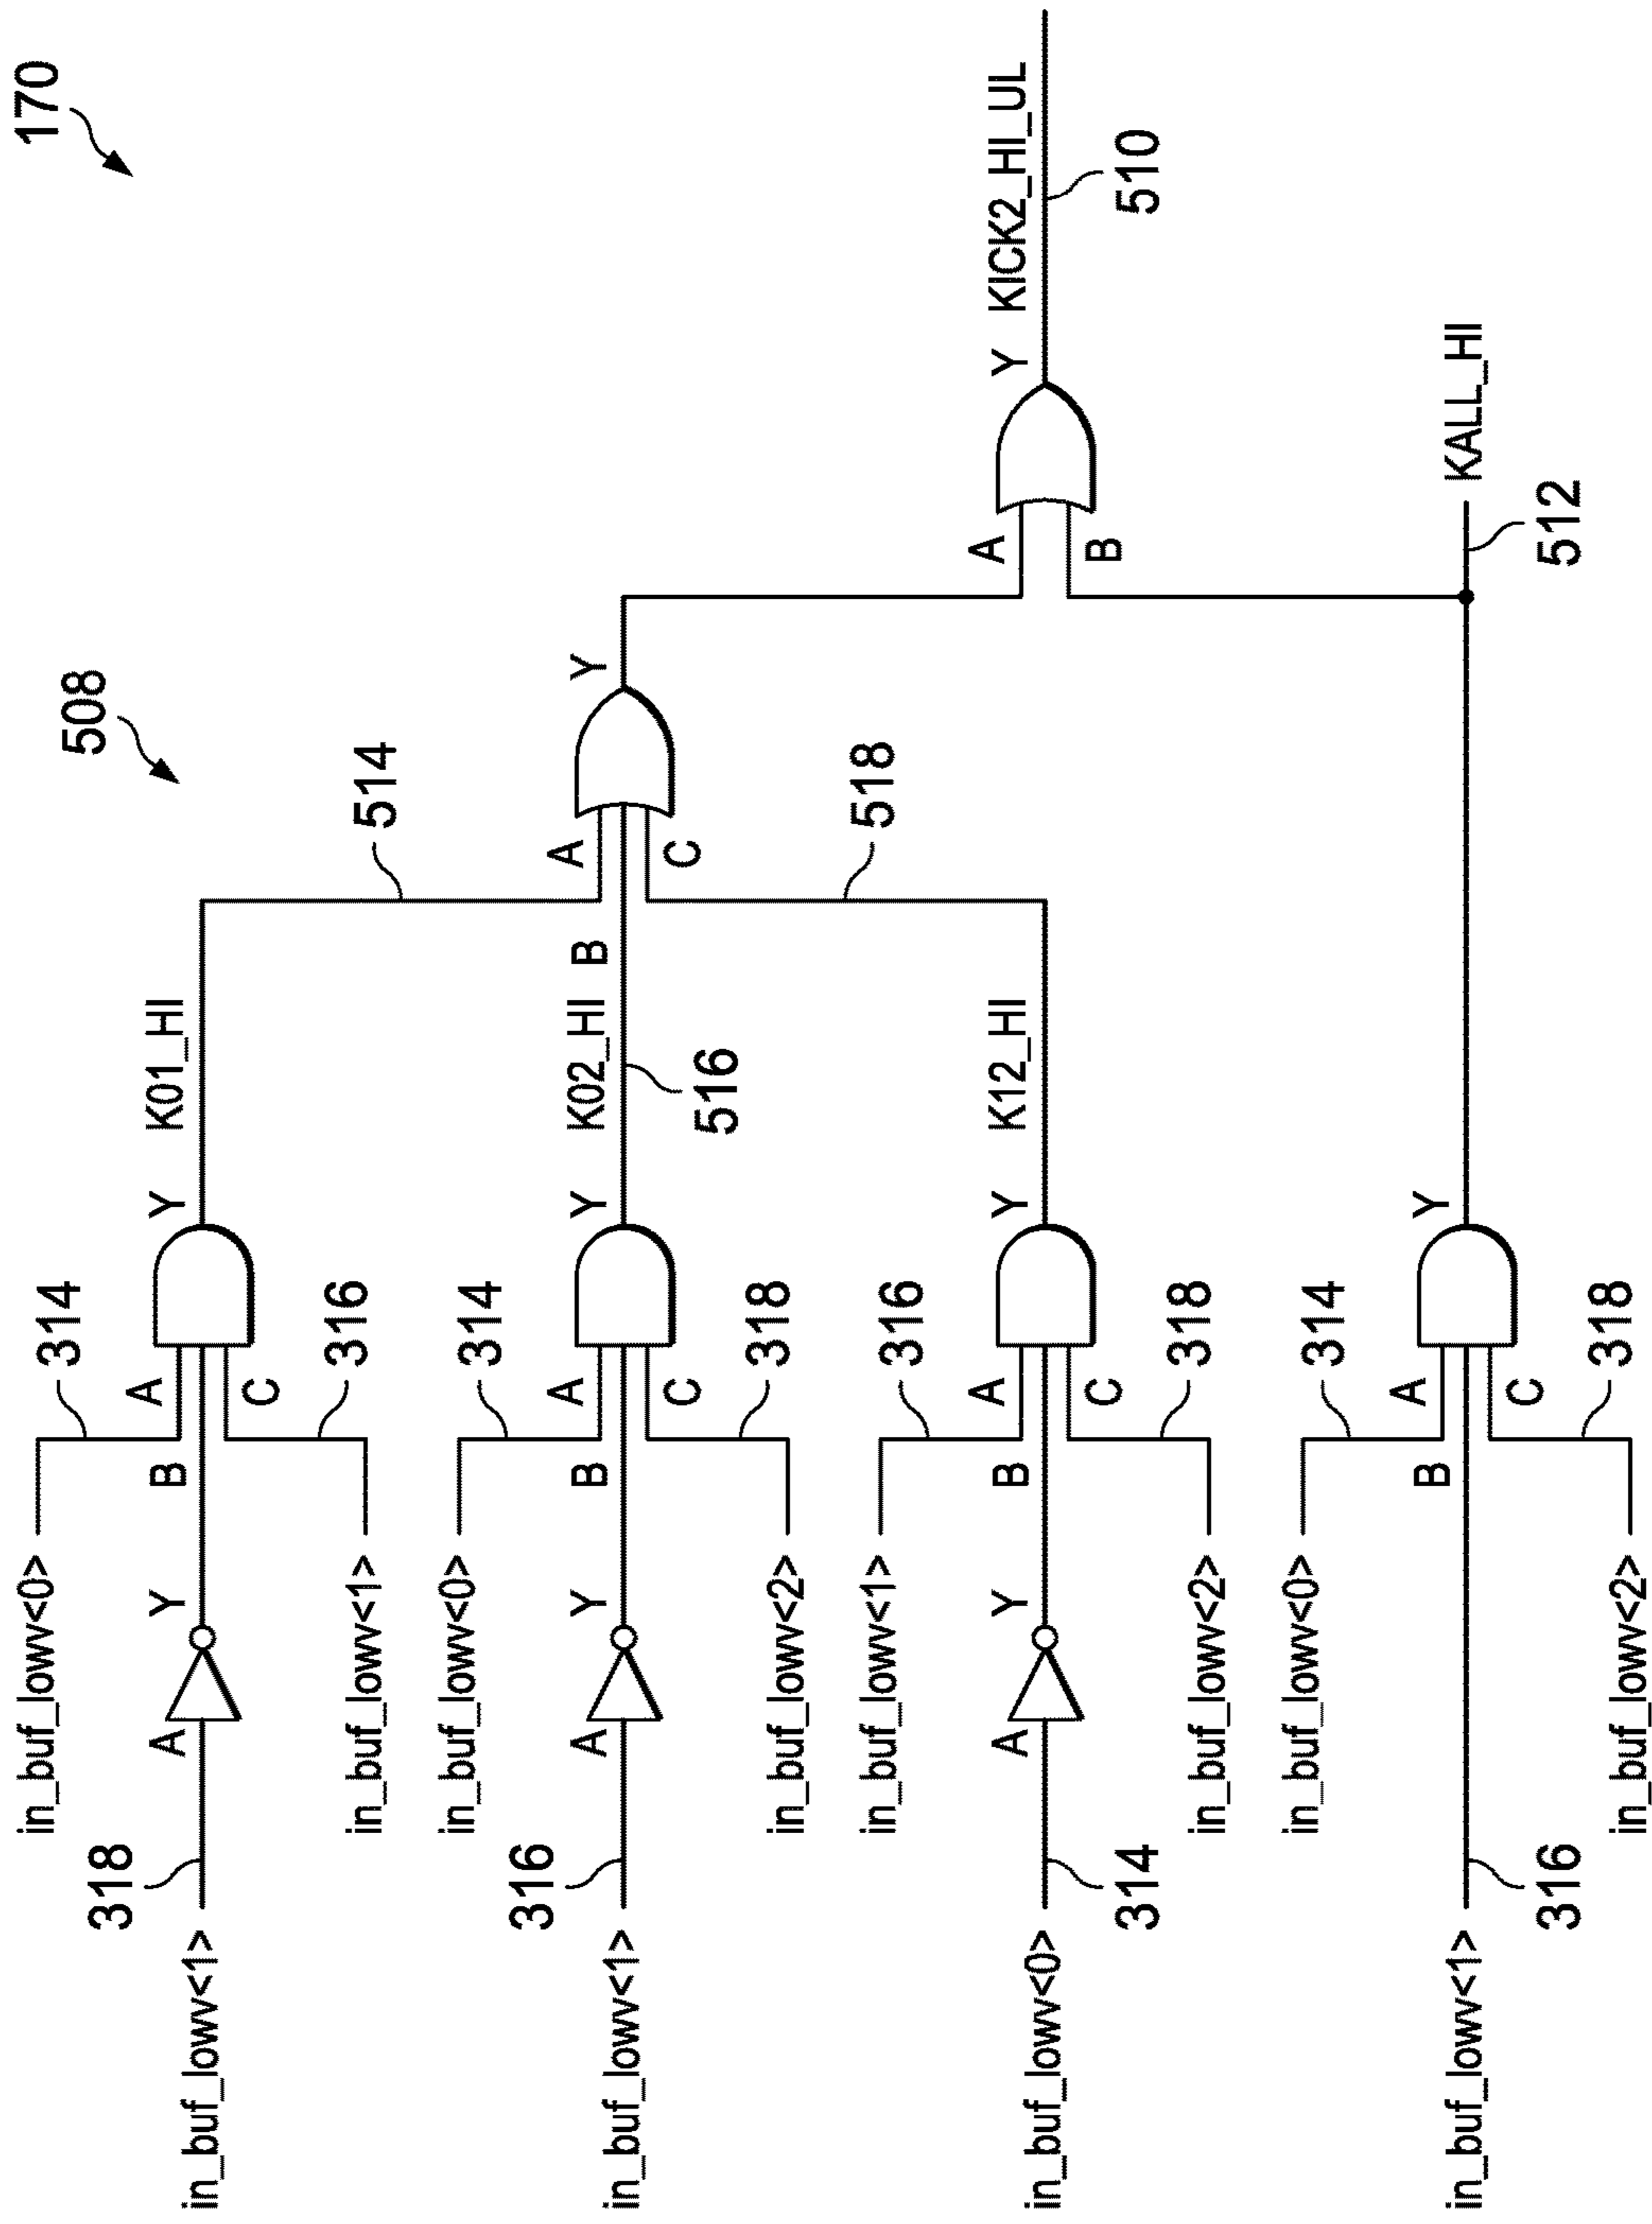 170
508
in_buf_lowv<0>
314
A
in_buf_lowv<1>
318
A
Y
B
Y
K01_HI
514
C
in_buf_lowv<1>
316
in_buf_lowv<0>
314
A
A
in_buf_lowv<1>
316
A
Y
B
Y
K02_HI
516
B
Y
C
C
in_buf_lowv<2>
318
518
in_buf_lowv<1>
316
A
A
in_buf_lowv<0>
314
A
Y
B
Y
K12_HI
Y
KICK2_HI_UL
510
C
B
in_buf_lowv<2>
318
in_buf_lowv<0>
314
A
in_buf_lowv<1>
316
B
Y
KALL_HI
512
C
in_buf_lowv<2>
318